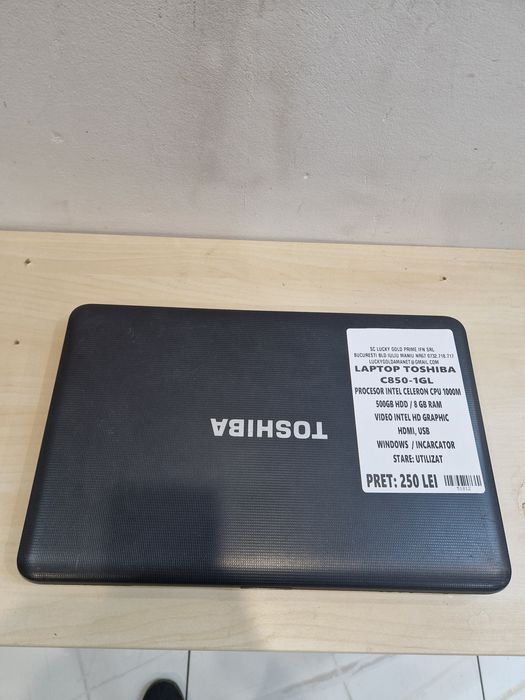 SC LUCKY GOLD PRIME IFN SRL
BUCURESTI BLD IULIU MANIU NR67 0732.718.717
LUCKYGOLDAMANET@GMAIL.COM
LAPTOP TOSHIBA
C850-1GL
PROCESOR INTEL CELERON CPU 1000M
500GB HDD / 8 GB RAM
VIDEO INTEL HD GRAPHIC
HDMI, USB
WINDOWS / INCARCATOR
STARE: UTILIZAT
PRET: 250 LEI
TOSHIBA